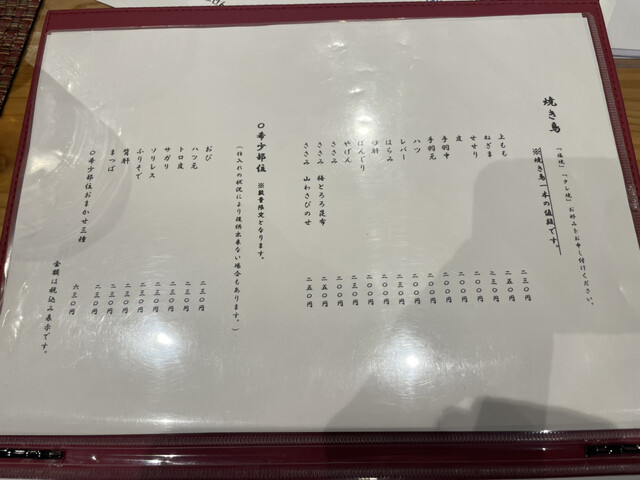 焼き鳥
「塩焼」「タレ焼」お好みをお申し付けください。
※焼き鳥一本の値段です。
上もも 二三〇円
ねぎま 二五〇円
せせり 二三〇円
皮 二〇〇円
手羽中 二〇〇円
手羽元 二〇〇円
ハツ 二〇〇円
レバー 二〇〇円
はらみ 二三〇円
砂肝 二〇〇円
ぼんじり 二〇〇円
やげん 二三〇円
ささみ 二〇〇円
ささみ 梅とろろ昆布 二五〇円
ささみ 山わさびのせ 二五〇円
〇希少部位 ※数量限定となります。
(仕入れの状況により提供出来ない場合もあります。)
おび 二三〇円
ハツ元 二三〇円
トロ皮 二三〇円
サガリ 二三〇円
ソリレス 二三〇円
ふりそで 二三〇円
背肝 二三〇円
まっぱ 二三〇円
〇希少部位おまかせ三種 六三〇円
金額は税込み表示です。